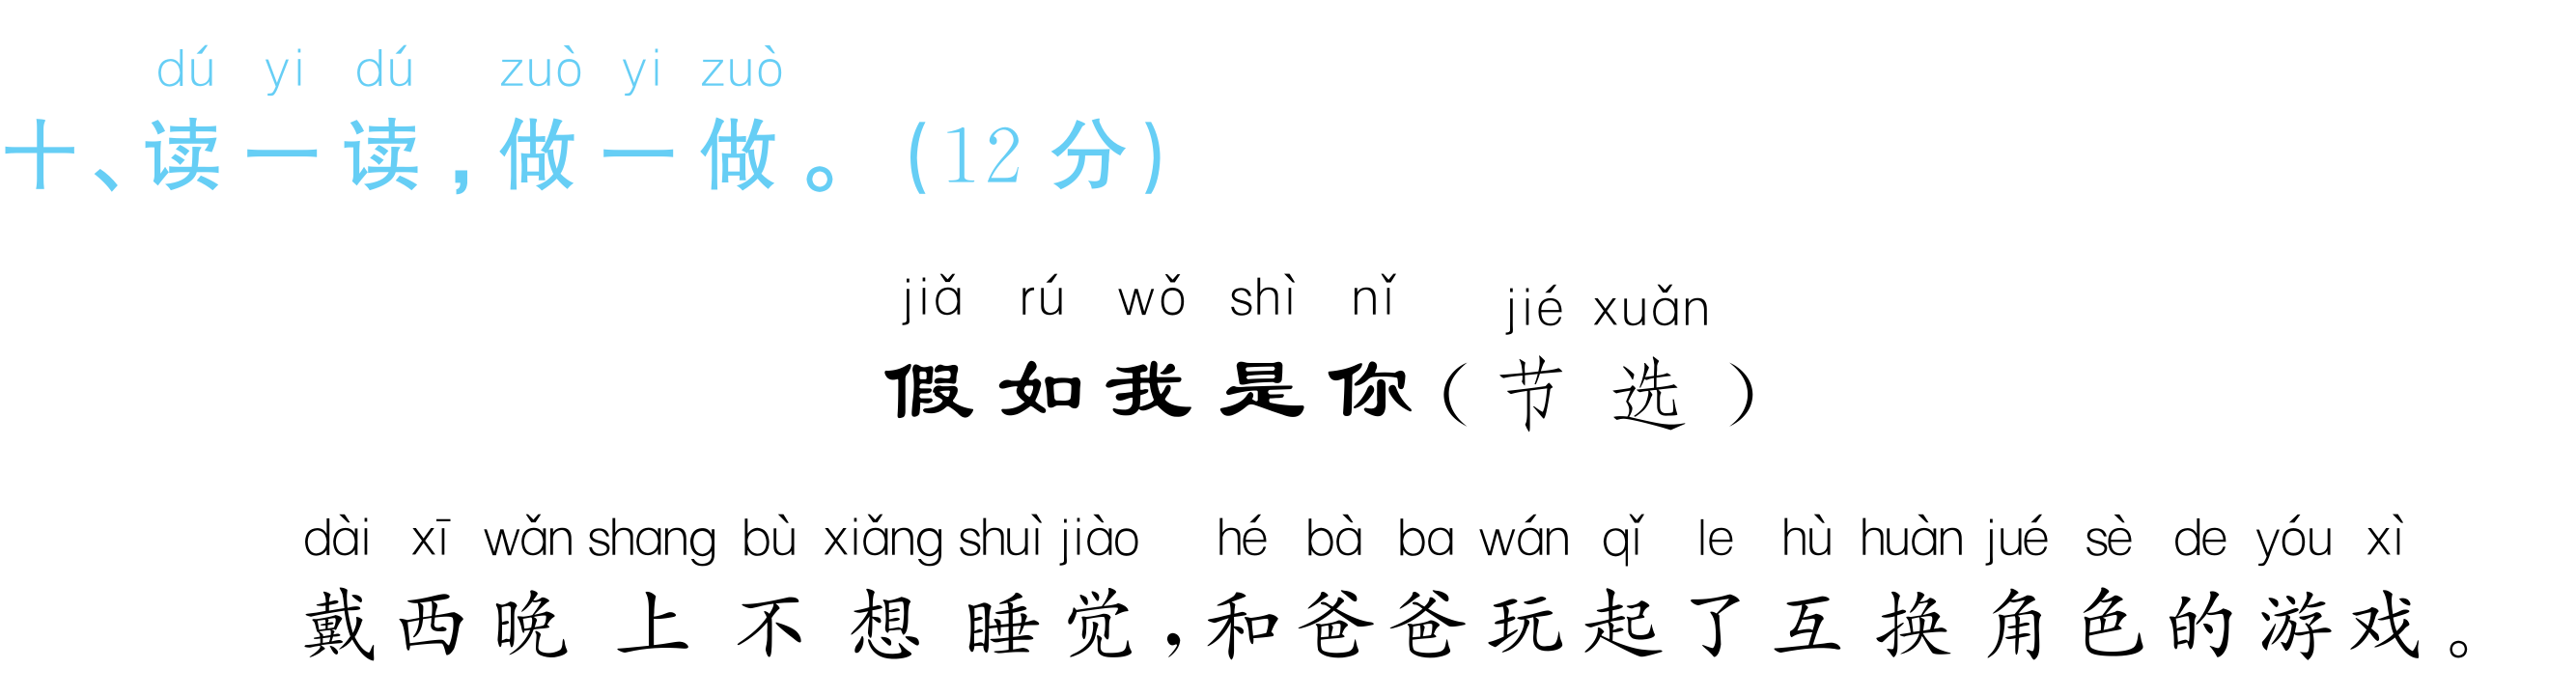 dú yi dú zuò yi zuò
十、读一读,做一做。(12 分)
jiǎ rú wǒ shì nǐ jié xuǎn
假如我是你(节选)
dài xī wǎn shang bù xiǎng shuì jiào hé bà ba wán qǐ le hù huàn jué sè de yóu xì
戴西晚上不想睡觉,和爸爸玩起了互换角色的游戏。